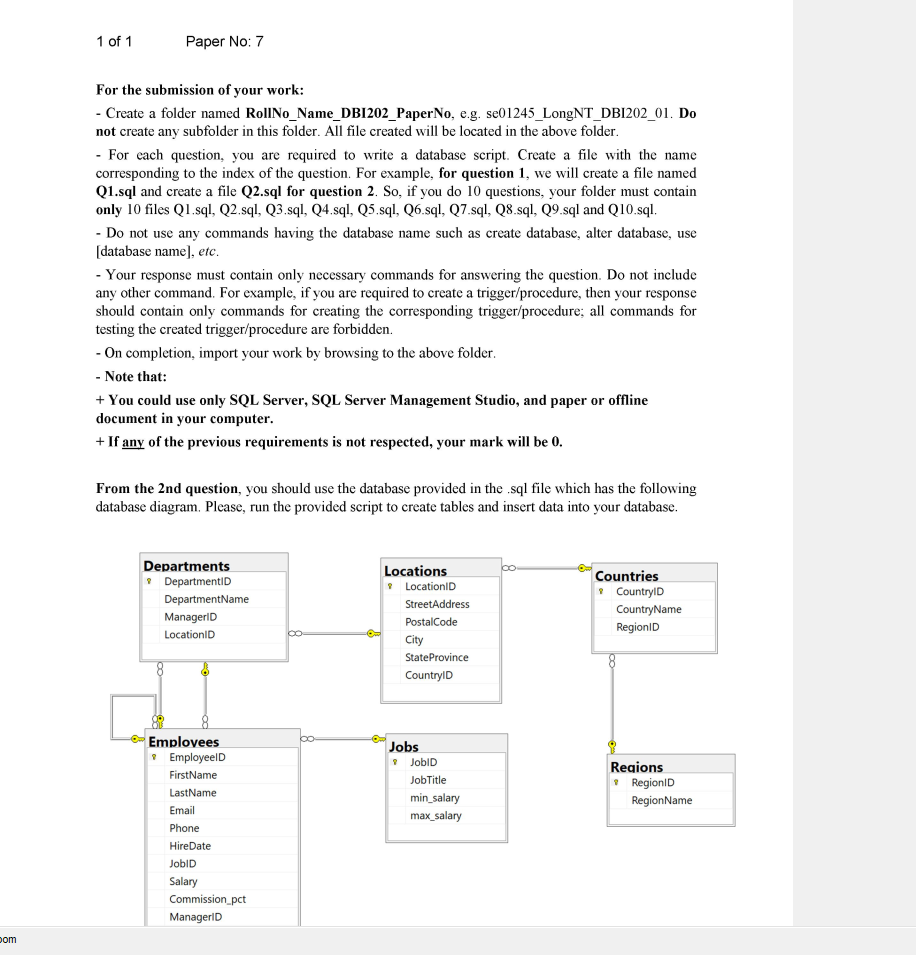 1 of 1 Paper No: 7
For the submission of your work:
- Create a folder named RollNo_Name_DBI202_PaperNo, e.g. se01245_LongNT_DBI202_01. Do
not create any subfolder in this folder. All file created will be located in the above folder.
- For each question, you are required to write a database script. Create a file with the name
corresponding to the index of the question. For example, for question 1, we will create a file named
Q1.sql and create a file Q2.sql for question 2. So, if you do 10 questions, your folder must contain
only 10 files Q1.sql, Q2.sql, Q3.sql, Q4.sql, Q5.sql, Q6.sql, Q7.sql, Q8.sql, Q9.sql and Q10.sql.
- Do not use any commands having the database name such as create database, alter database, use
[database name], etc.
- Your response must contain only necessary commands for answering the question. Do not include
any other command. For example, if you are required to create a trigger/procedure, then your response
should contain only commands for creating the corresponding trigger/procedure; all commands for
testing the created trigger/procedure are forbidden.
- On completion, import your work by browsing to the above folder.
- Note that:
+ You could use only SQL Server, SQL Server Management Studio, and paper or offline
document in your computer.
+ If any of the previous requirements is not respected, your mark will be 0.
From the 2nd question, you should use the database provided in the .sql file which has the following
database diagram. Please, run the provided script to create tables and insert data into your database.
Departments
DepartmentID
DepartmentName
ManagerID
LocationID
Locations
LocationID
StreetAddress
PostalCode
City
StateProvince
CountryID
Countries
CountryID
CountryName
RegionID
Employees
EmployeeID
FirstName
LastName
Email
Phone
HireDate
JobID
Salary
Commission_pct
ManagerID
Jobs
JobID
JobTitle
min_salary
max_salary
Regions
RegionID
RegionName
oom